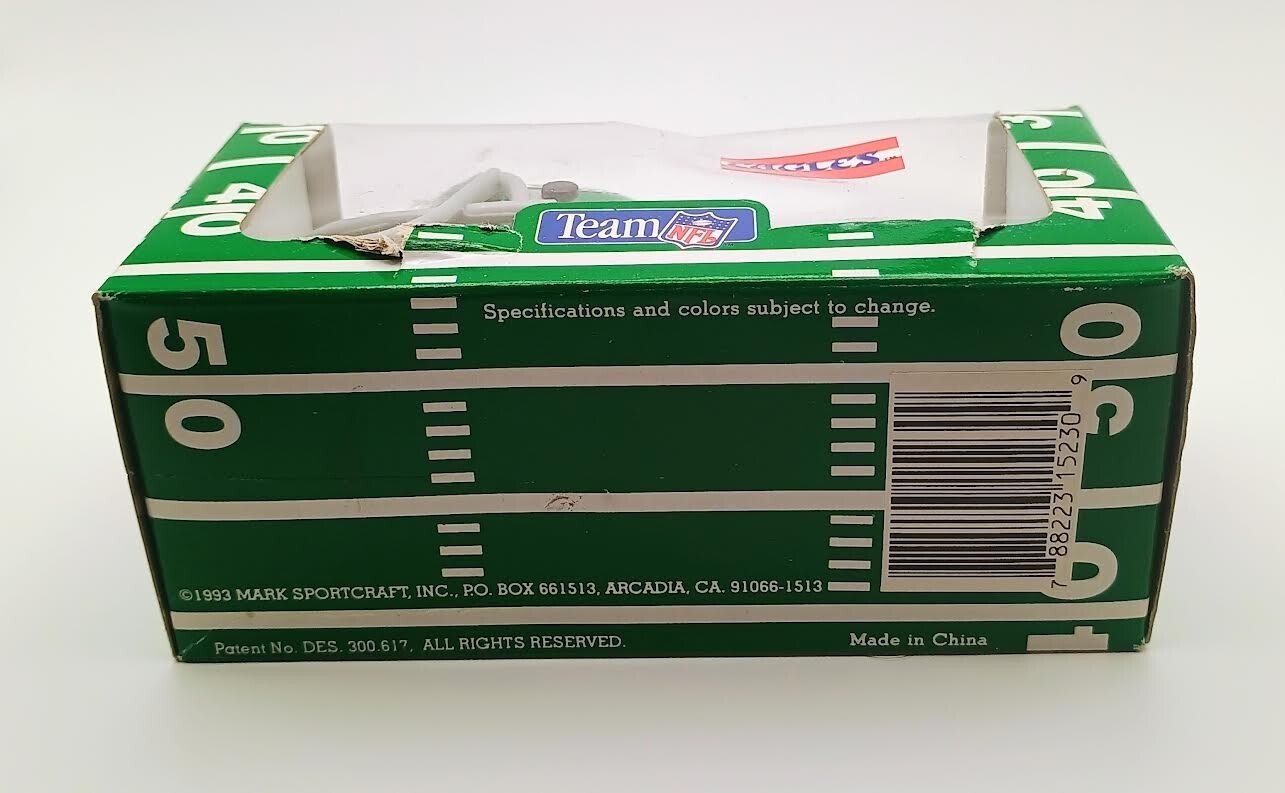 40
3
40
Team NFL
Specifications and colors subject to change.
50
7 88223 15230 9
©1993 MARK SPORTCRAFT, INC., P.O. BOX 661513, ARCADIA, CA. 91066-1513
Patent No. DES. 300.617, ALL RIGHTS RESERVED.
Made in China